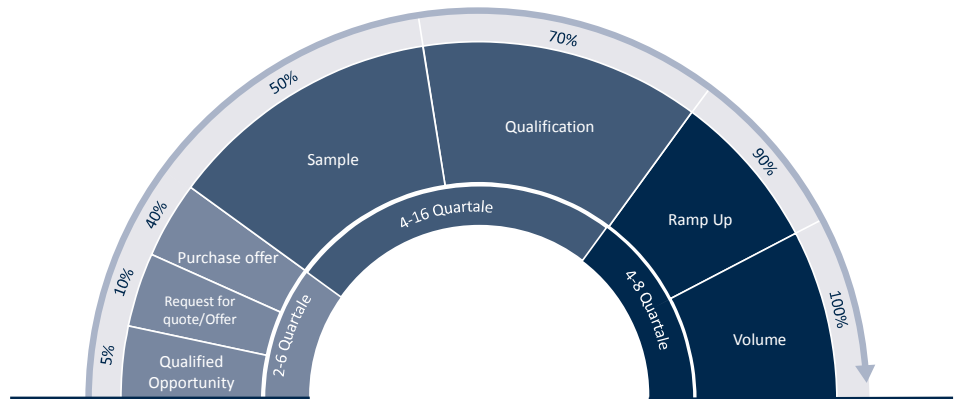 5%
10%
40%
50%
70%
90%
100%
Qualified
Opportunity
Request for
quote/Offer
Purchase offer
Sample
Qualification
Ramp Up
Volume
2-6 Quartale
4-16 Quartale
4-8 Quartale